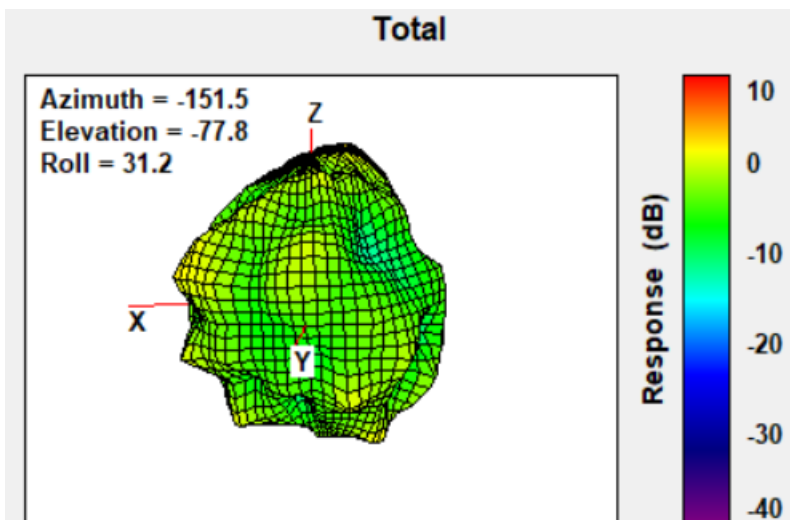 Total
Azimuth = -151.5
Elevation = -77.8
Roll = 31.2
Z
X
Y
Response (dB)
10
0
-10
-20
-30
-40